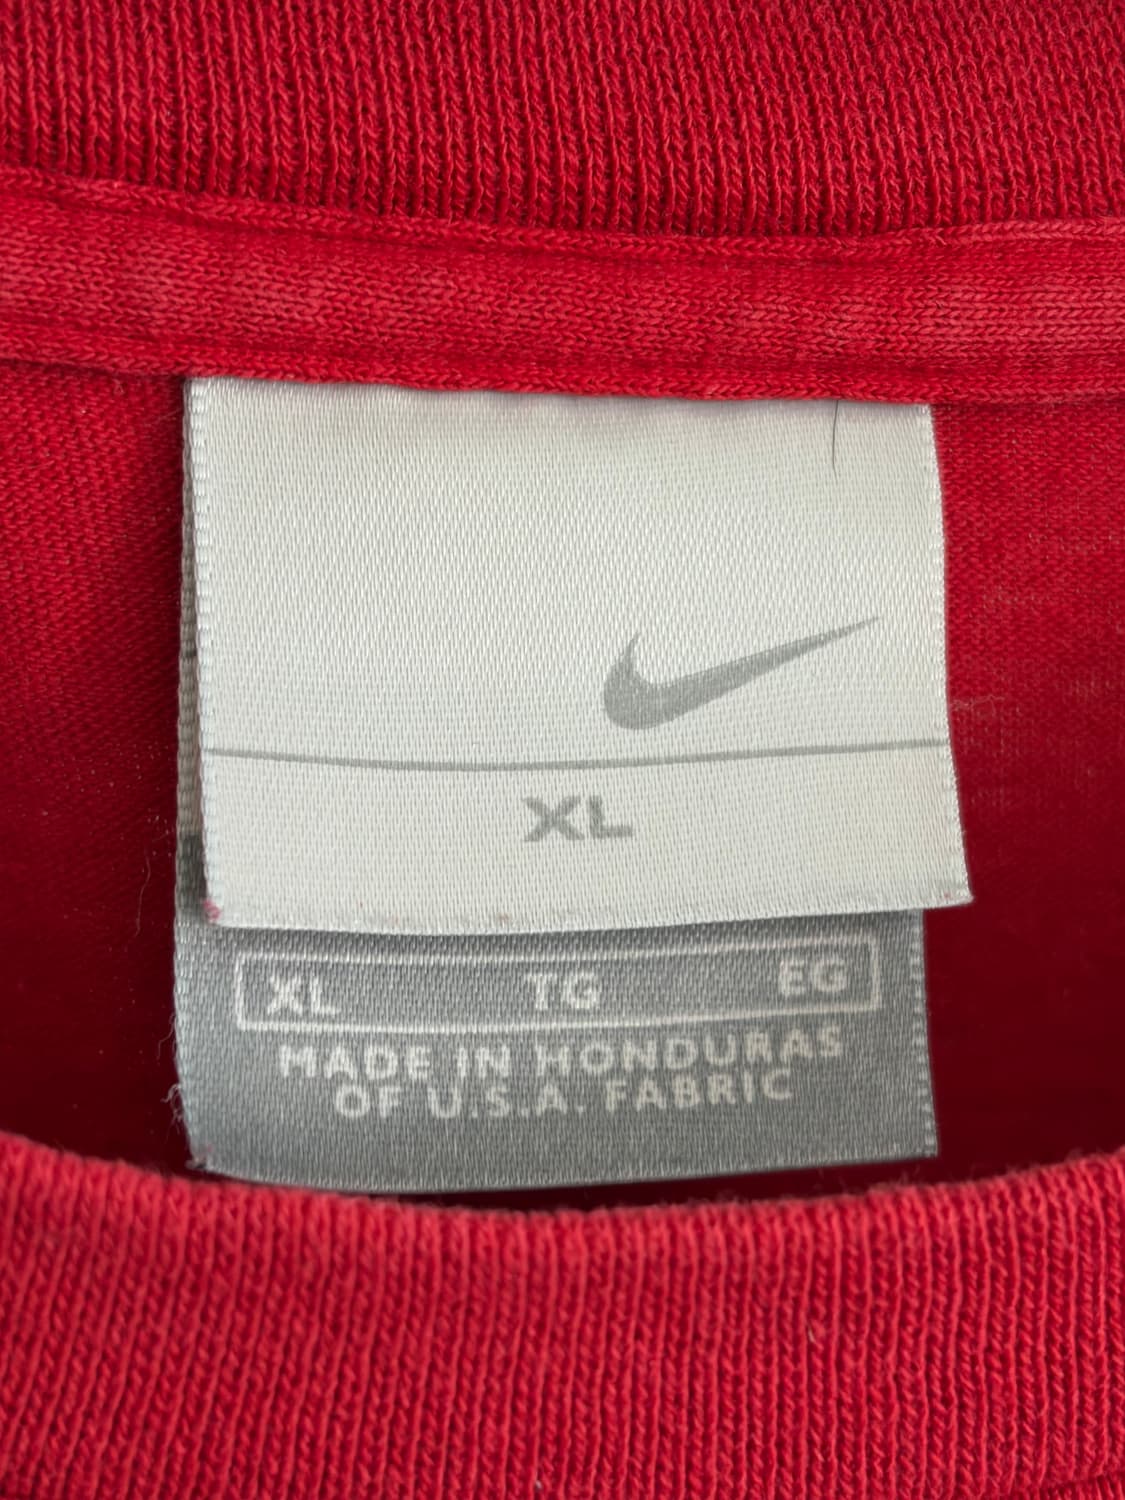 XL
XL TG EG
MADE IN HONDURAS
OF U.S.A. FABRIC